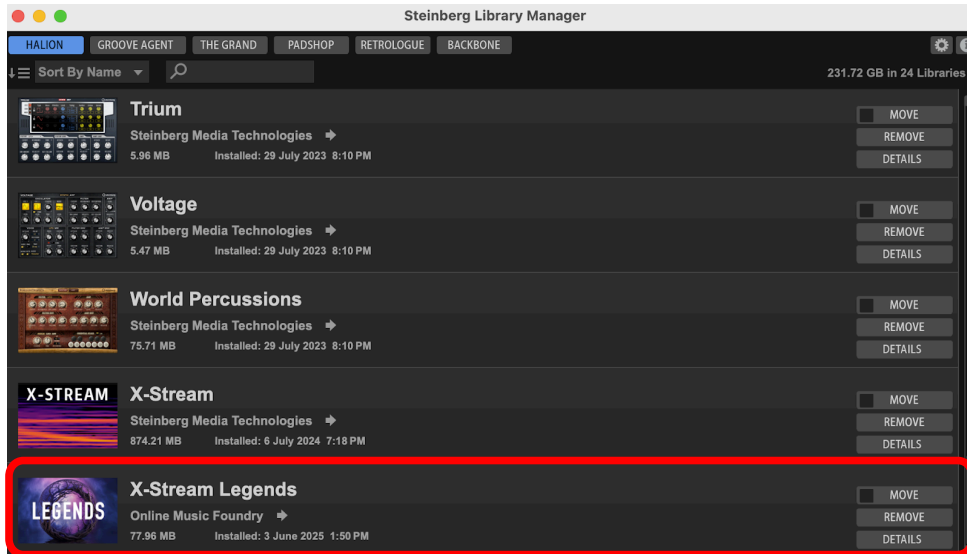 Steinberg Library Manager
HALION GROOVE AGENT THE GRAND PADSHOP RETROLOGUE BACKBONE
Sort By Name
231.72 GB in 24 Libraries
Trium
Steinberg Media Technologies
5.96 MB Installed: 29 July 2023 8:10 PM
MOVE
REMOVE
DETAILS
Voltage
Steinberg Media Technologies
5.47 MB Installed: 29 July 2023 8:10 PM
MOVE
REMOVE
DETAILS
World Percussions
Steinberg Media Technologies
75.71 MB Installed: 29 July 2023 8:10 PM
MOVE
REMOVE
DETAILS
X-STREAM
X-Stream
Steinberg Media Technologies
874.21 MB Installed: 6 July 2024 7:18 PM
MOVE
REMOVE
DETAILS
LEGENDS
X-Stream Legends
Online Music Foundry
77.96 MB Installed: 3 June 2025 1:50 PM
MOVE
REMOVE
DETAILS